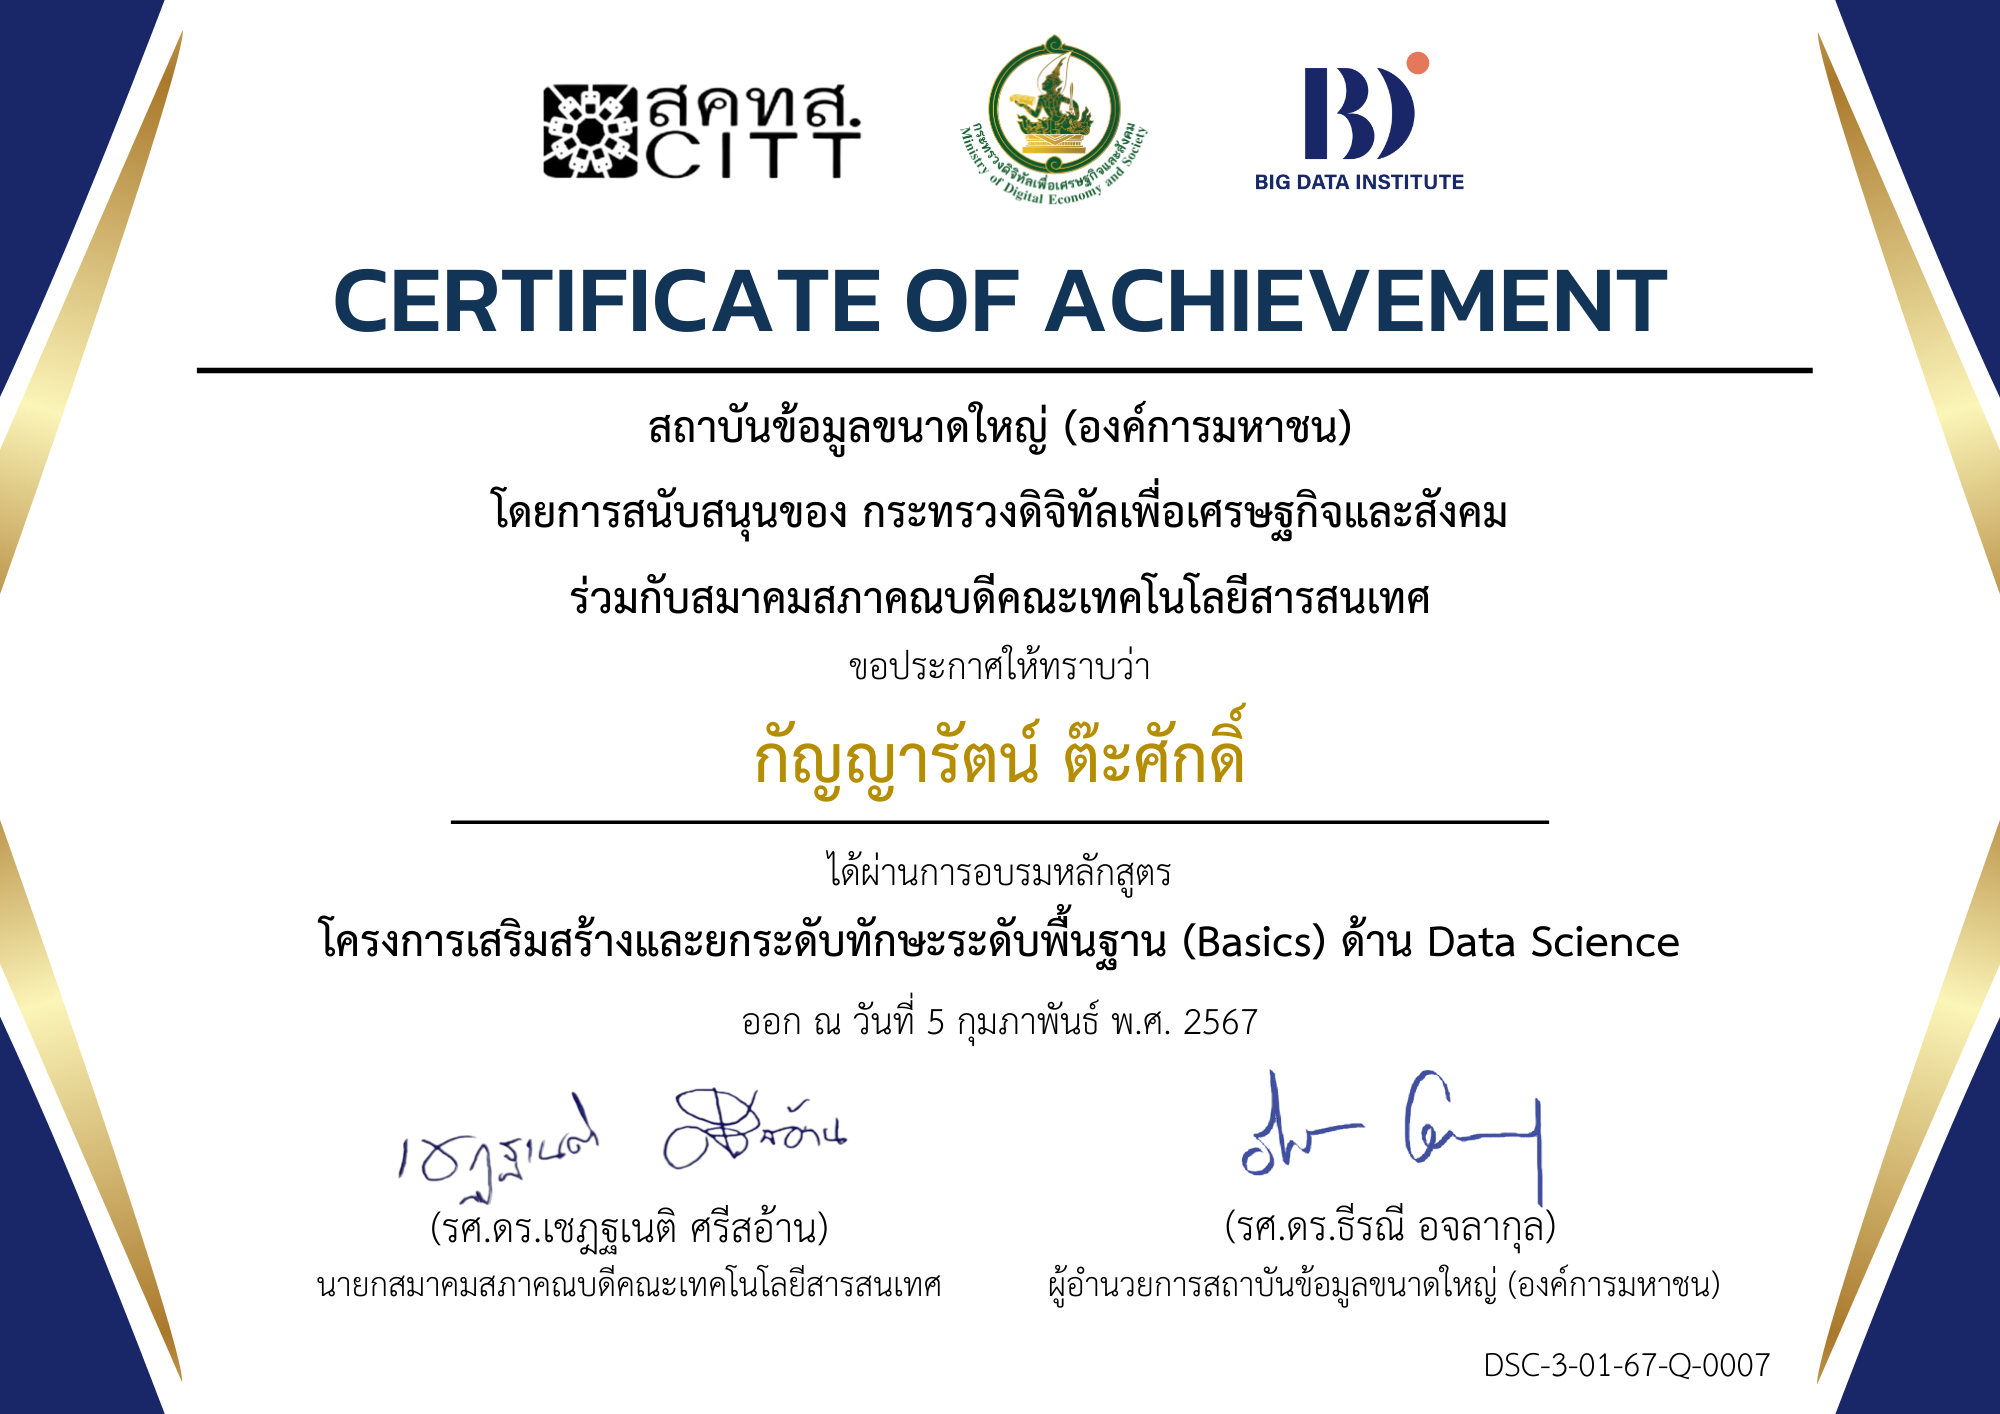 สคทส.
CITT
กระทรวงดิจิทัลเพื่อเศรษฐกิจและสังคม
Ministry of Digital Economy and Society
BIG DATA INSTITUTE
CERTIFICATE OF ACHIEVEMENT
สถาบันข้อมูลขนาดใหญ่ (องค์การมหาชน)
โดยการสนับสนุนของ กระทรวงดิจิทัลเพื่อเศรษฐกิจและสังคม
ร่วมกับสมาคมสภาคณบดีคณะเทคโนโลยีสารสนเทศ
ขอประกาศให้ทราบว่า
กัญญารัตน์ ต๊ะศักดิ์
ได้ผ่านการอบรมหลักสูตร
โครงการเสริมสร้างและยกระดับทักษะระดับพื้นฐาน (Basics) ด้าน Data Science
ออก ณ วันที่ 5 กุมภาพันธ์ พ.ศ. 2567
(รศ.ดร.เชฎฐเนติ ศรีสอ้าน)
นายกสมาคมสภาคณบดีคณะเทคโนโลยีสารสนเทศ
(รศ.ดร.ธีรณี อจลากุล)
ผู้อำนวยการสถาบันข้อมูลขนาดใหญ่ (องค์การมหาชน)
DSC-3-01-67-Q-0007